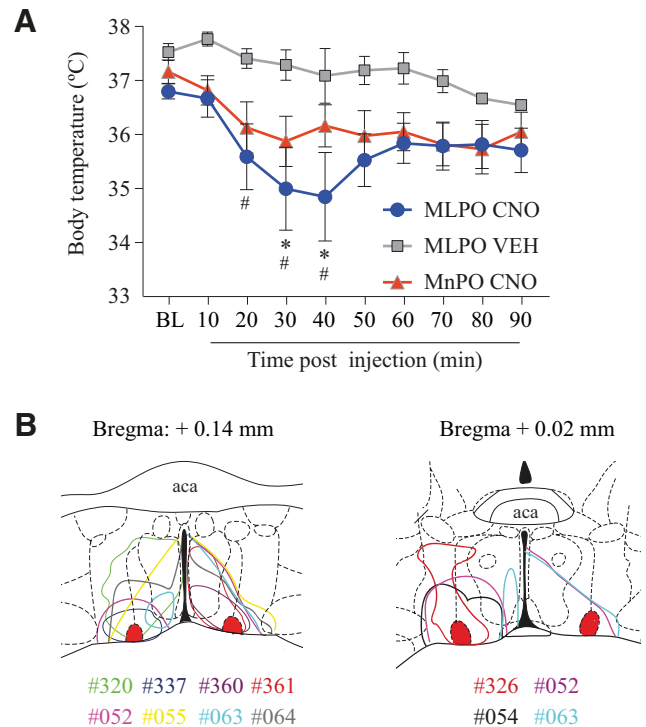 A
Body temperature (ºC)
38
37
36
35
34
33
#
*
#
*
#
MLPO CNO
MLPO VEH
MnPO CNO
BL 10 20 30 40 50 60 70 80 90
Time post injection (min)
B
Bregma: + 0.14 mm
aca
#320 #337 #360 #361
#052 #055 #063 #064
Bregma + 0.02 mm
aca
#326 #052
#054 #063